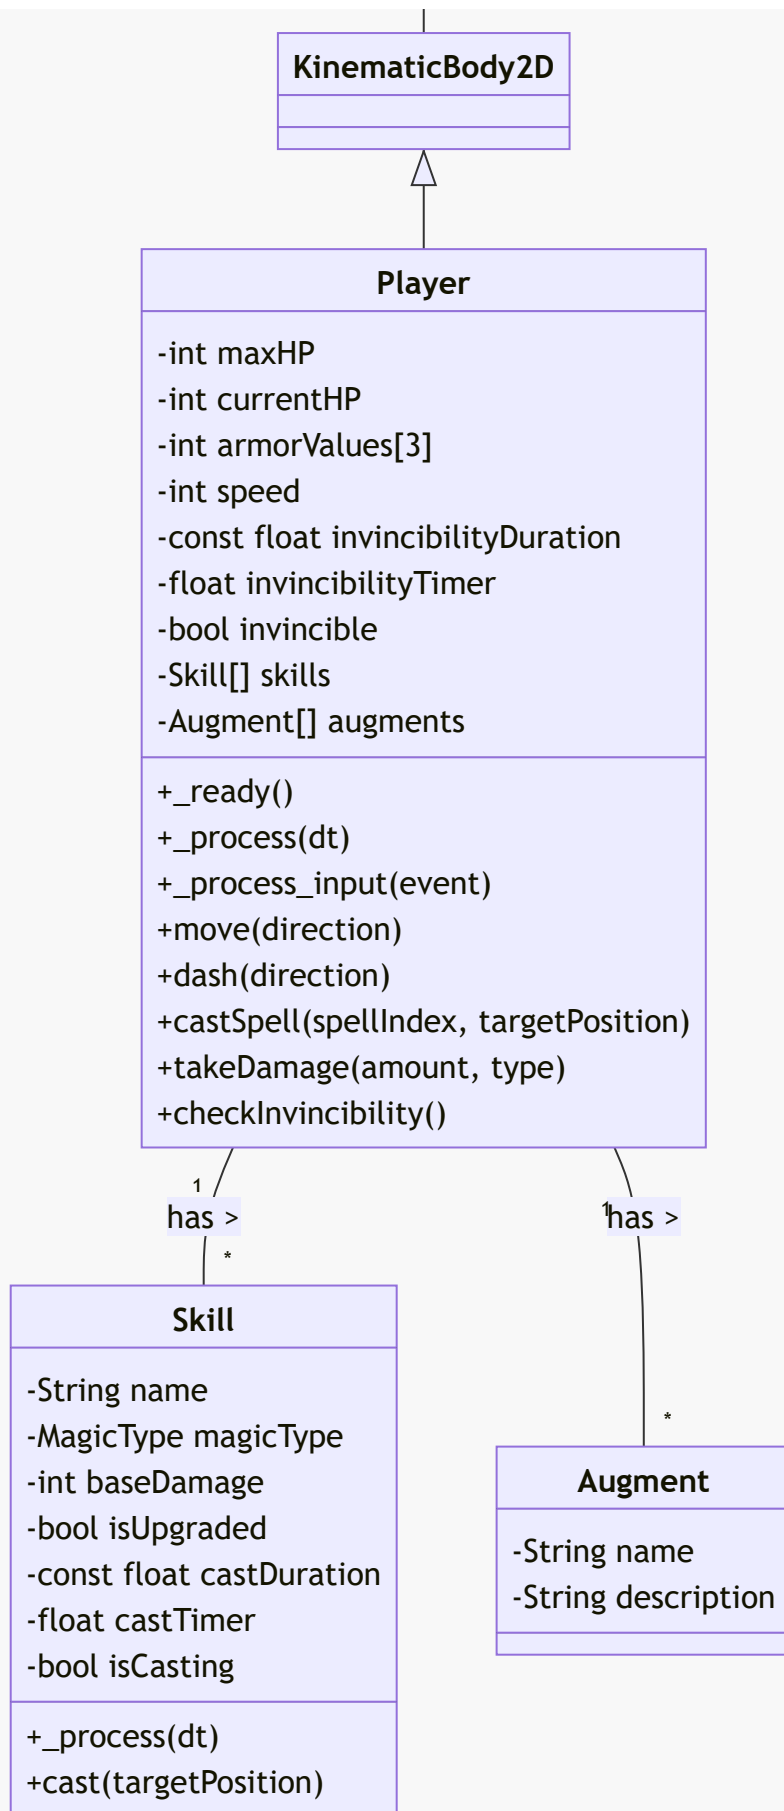 KinematicBody2D
Player
-int maxHP
-int currentHP
-int armorValues[3]
-int speed
-const float invincibilityDuration
-float invincibilityTimer
-bool invincible
-Skill[] skills
-Augment[] augments
+_ready()
+_process(dt)
+_process_input(event)
+move(direction)
+dash(direction)
+castSpell(spellIndex, targetPosition)
+takeDamage(amount, type)
+checkInvincibility()
1
has >
*
Skill
-String name
-MagicType magicType
-int baseDamage
-bool isUpgraded
-const float castDuration
-float castTimer
-bool isCasting
+_process(dt)
+cast(targetPosition)
1
has >
*
Augment
-String name
-String description